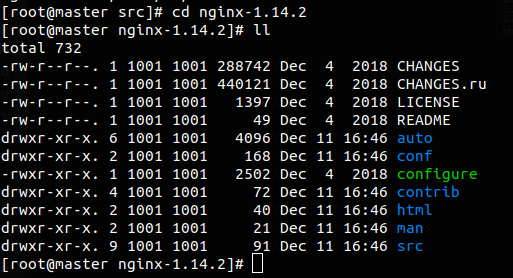 [root@master src]# cd nginx-1.14.2
[root@master nginx-1.14.2]# ll
total 732
-rw-r--r--. 1 1001 1001 288742 Dec  4  2018 CHANGES
-rw-r--r--. 1 1001 1001 440121 Dec  4  2018 CHANGES.ru
-rw-r--r--. 1 1001 1001   1397 Dec  4  2018 LICENSE
-rw-r--r--. 1 1001 1001     49 Dec  4  2018 README
drwxr-xr-x. 6 1001 1001   4096 Dec 11 16:46 auto
drwxr-xr-x. 2 1001 1001    168 Dec 11 16:46 conf
-rwxr-xr-x. 1 1001 1001   2502 Dec  4  2018 configure
drwxr-xr-x. 4 1001 1001     72 Dec 11 16:46 contrib
drwxr-xr-x. 2 1001 1001     40 Dec 11 16:46 html
drwxr-xr-x. 2 1001 1001     21 Dec 11 16:46 man
drwxr-xr-x. 9 1001 1001     91 Dec 11 16:46 src
[root@master nginx-1.14.2]#